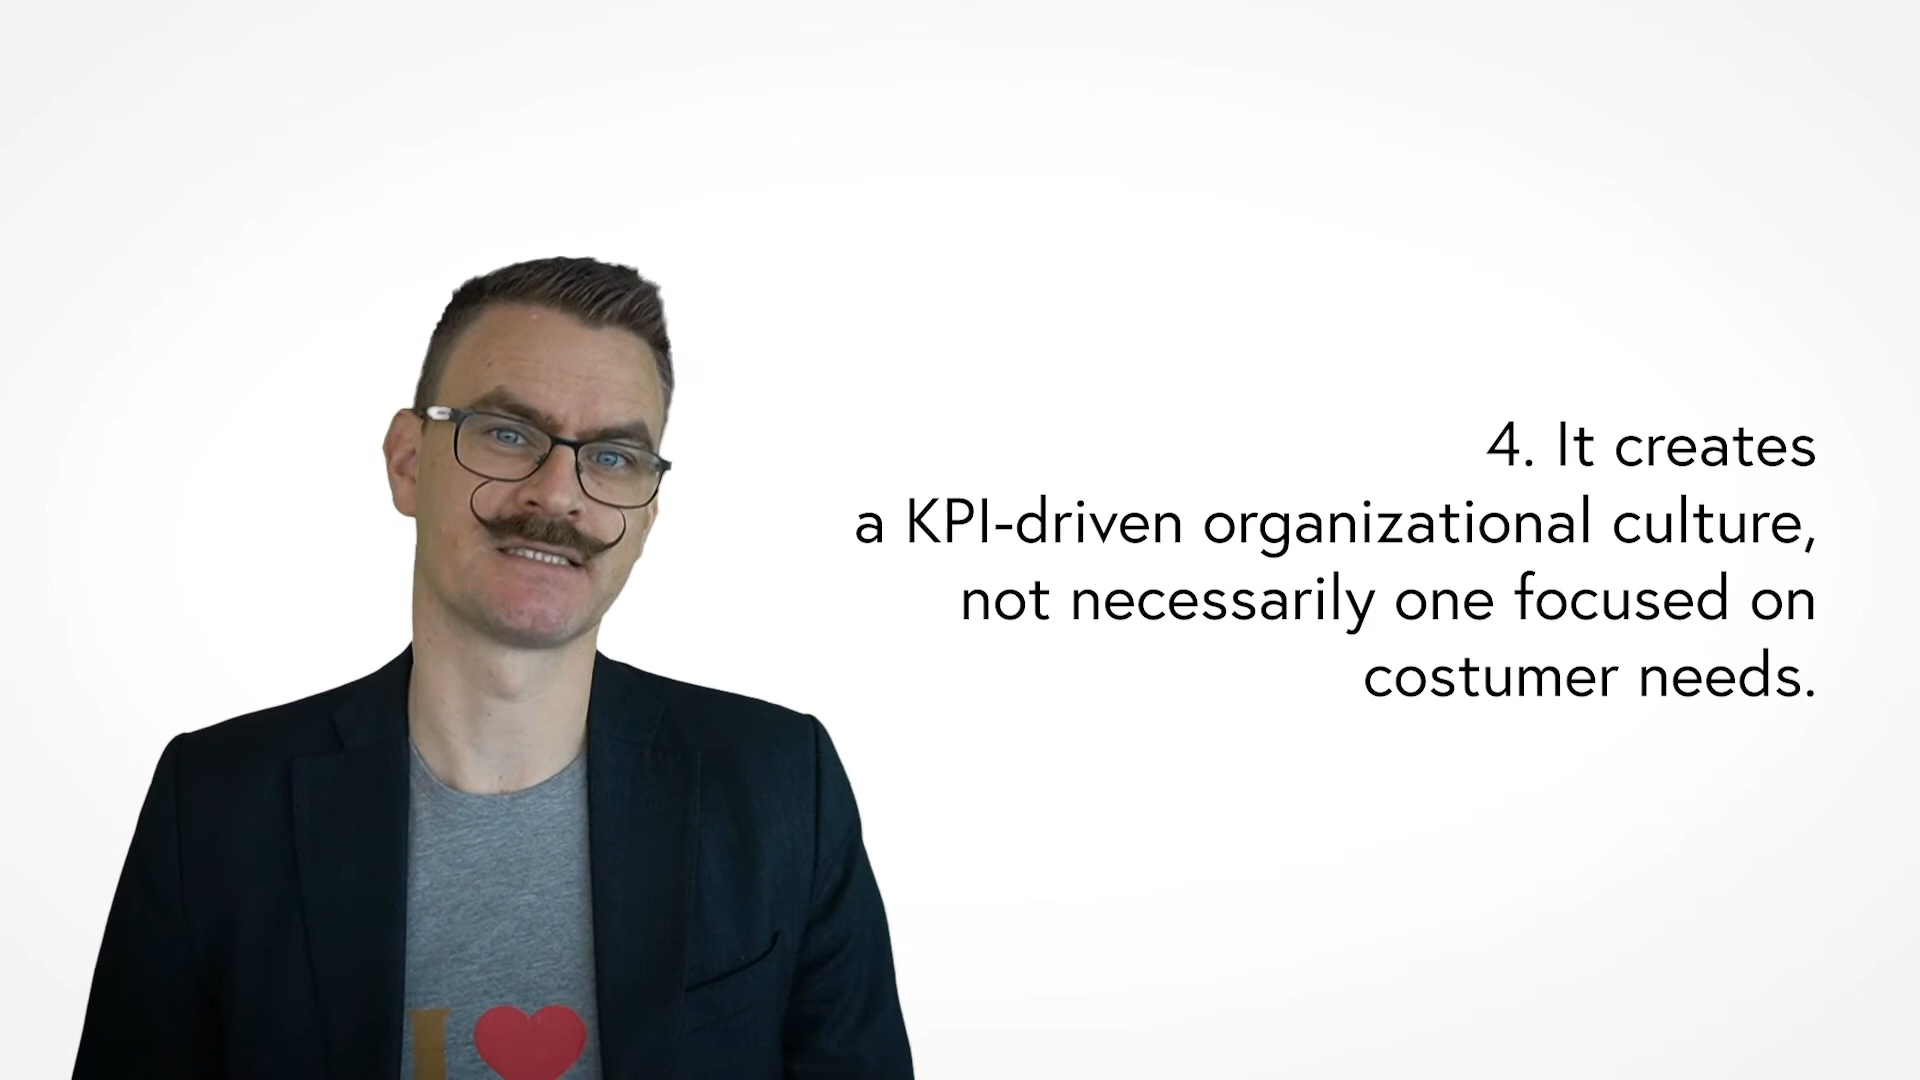 4. It creates
a KPI-driven organizational culture,
not necessarily one focused on
costumer needs.
I ❤